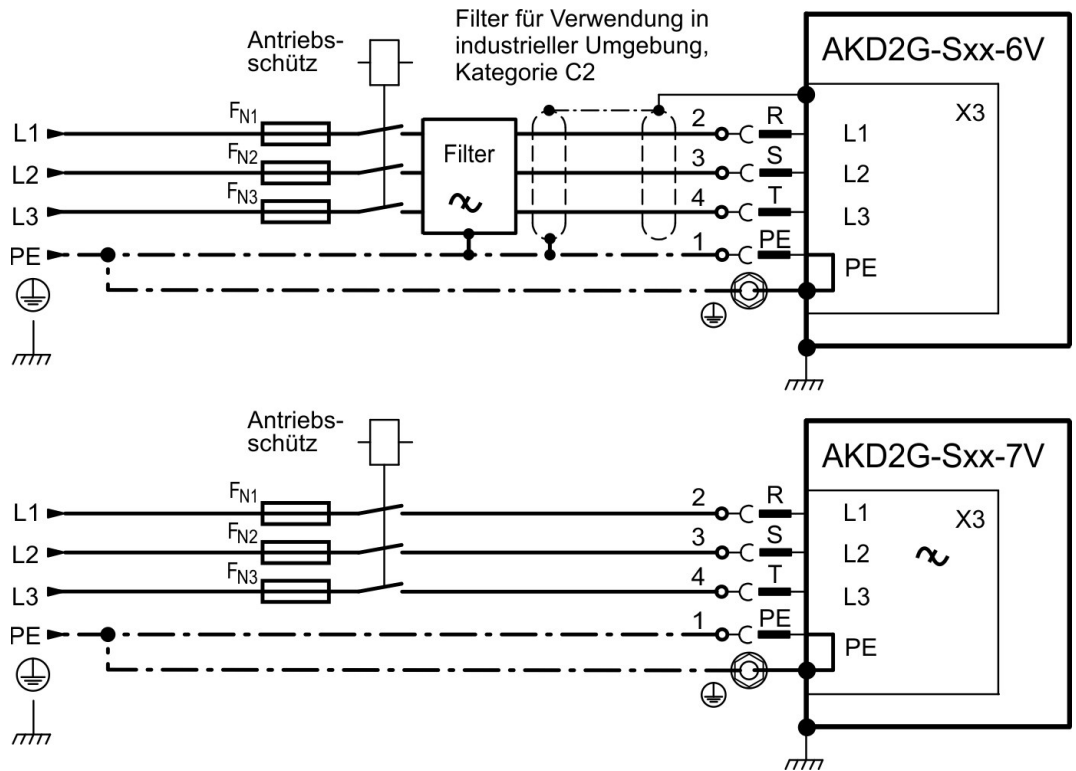 Filter für Verwendung in
industrieller Umgebung,
Kategorie C2
Antriebs-
schütz
AKD2G-Sxx-6V
X3
L1 FN1 2 R L1
L2 FN2 Filter 3 S L2
L3 FN3 4 T L3
PE 1 PE PE
Antriebs-
schütz
AKD2G-Sxx-7V
X3
L1 FN1 2 R L1
L2 FN2 3 S L2
L3 FN3 4 T L3
PE 1 PE PE